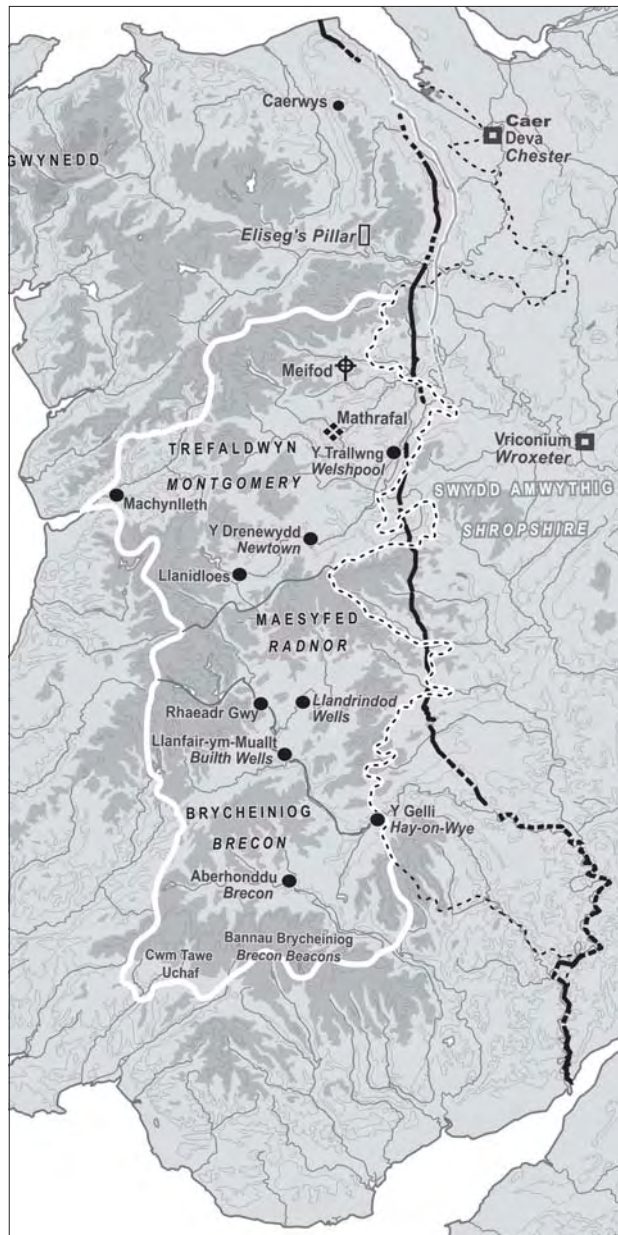 Caerwys
Caer
Deva
Chester
GWYNEDD
Eliseg's Pillar
Meifod
Mathrafal
TREFALDWYN
MONTGOMERY
Y Trallwng
Welshpool
Vriconium
Wroxeter
SWYDD AMWYTHIG
SHROPSHIRE
Machynlleth
Y Drenewydd
Newtown
Llanidloes
MAESYFED
RADNOR
Rhaeadr Gwy
Llandrindod
Wells
Llanfair-ym-Muallt
Builth Wells
BRYCHEINIOG
BRECON
Y Gelli
Hay-on-Wye
Aberhonddu
Brecon
Cwm Tawe
Uchaf
Bannau Brycheiniog
Brecon Beacons